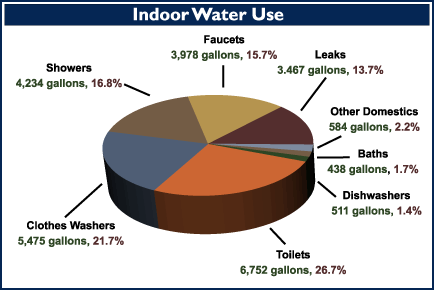 Indoor Water Use
Faucets
3,978 gallons, 15.7%
Leaks
3.467 gallons, 13.7%
Showers
4,234 gallons, 16.8%
Other Domestics
584 gallons, 2.2%
Baths
438 gallons, 1.7%
Dishwashers
511 gallons, 1.4%
Clothes Washers
5,475 gallons, 21.7%
Toilets
6,752 gallons, 26.7%